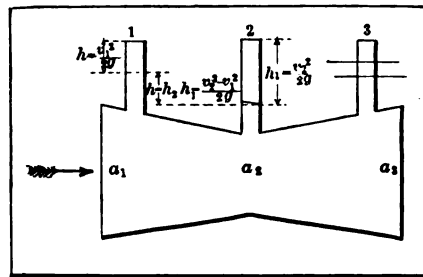 1 2 3
h=v₁²/2g
h=h₂ h₁=v₂²-v₁²/2g
h₁=v₂²/2g
a₁ a₂ a₃